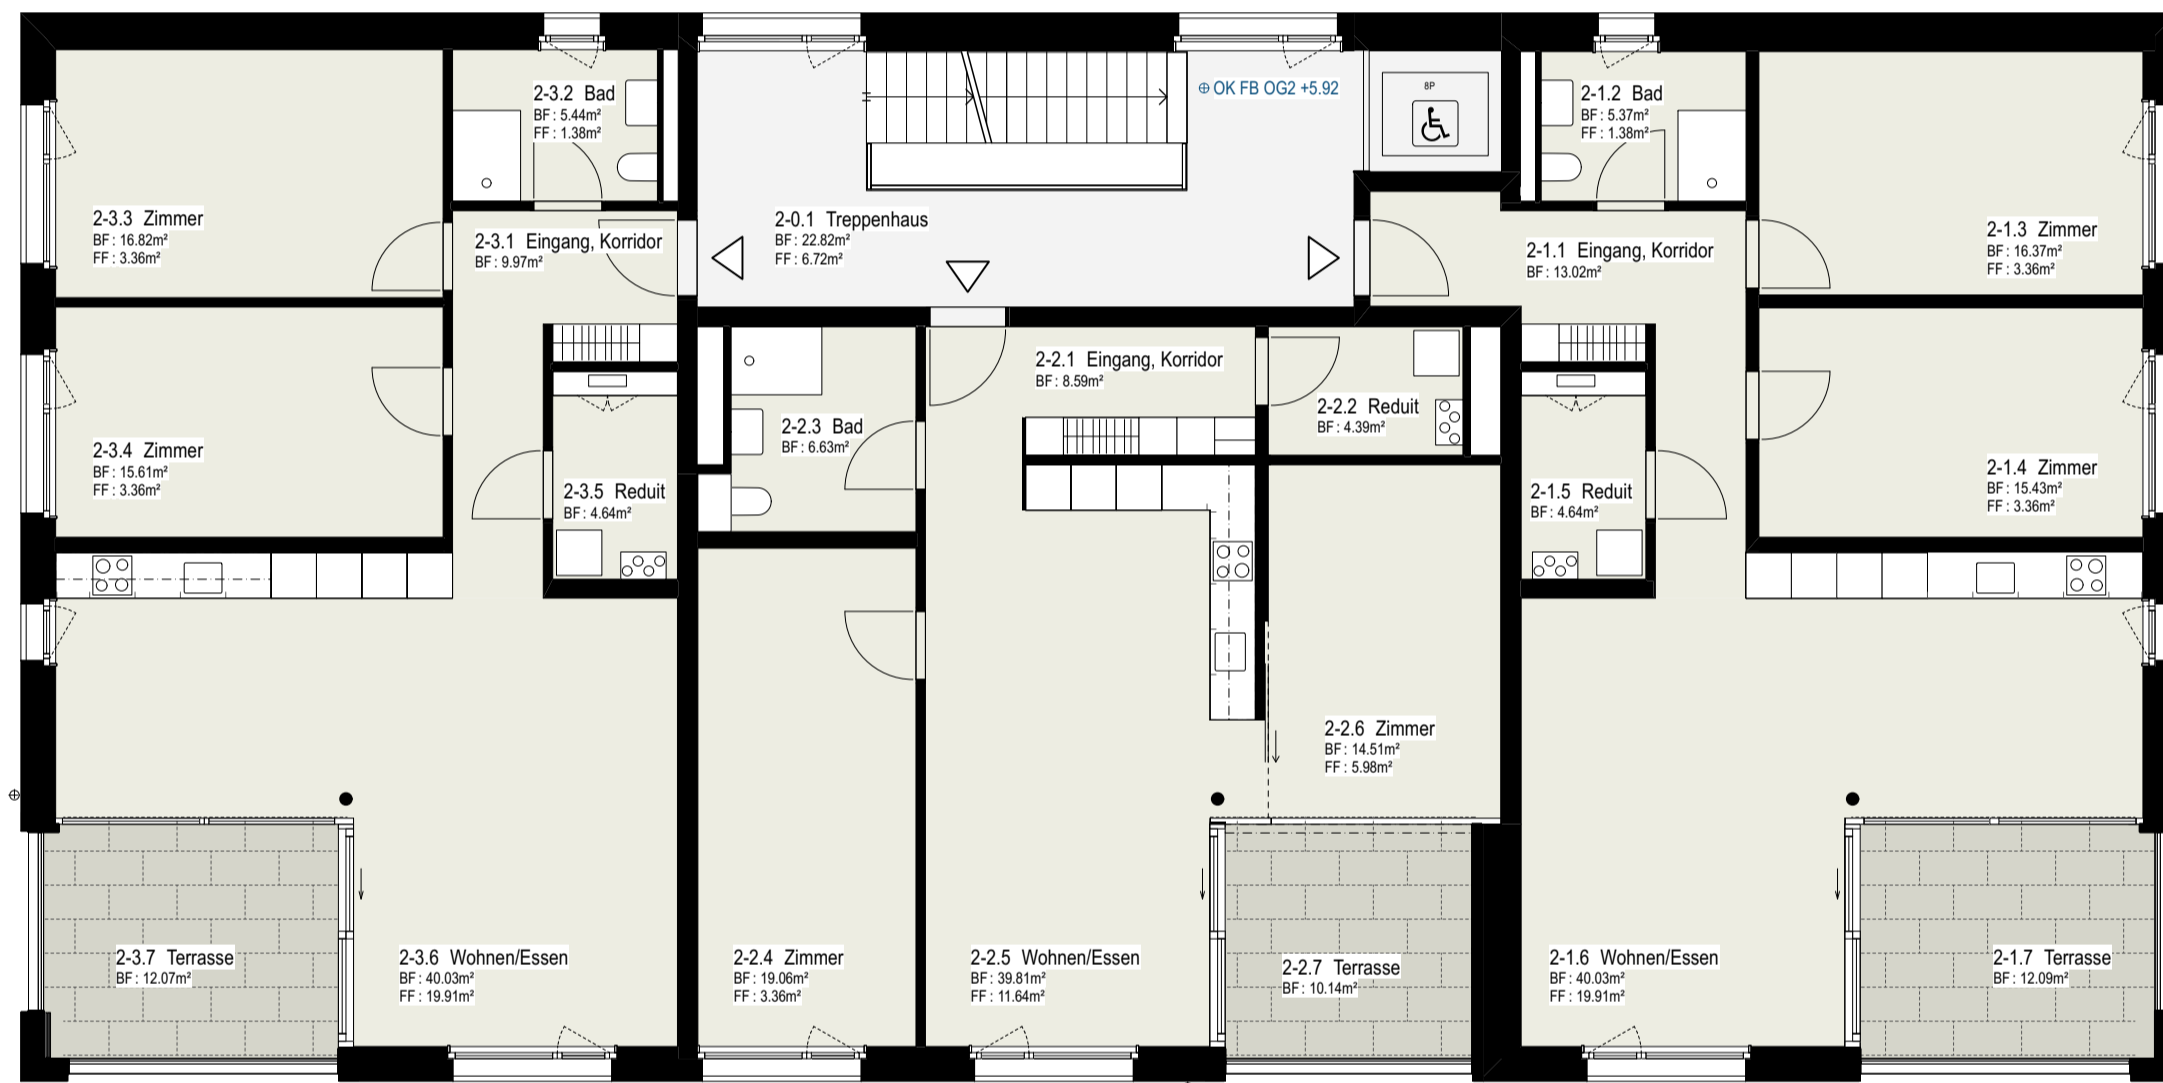 2-3.2 Bad
BF : 5.44m²
FF : 1.38m²
⊕ OK FB OG2 +5.92
8P
2-1.2 Bad
BF : 5.37m²
FF : 1.38m²
2-3.3 Zimmer
BF : 16.82m²
FF : 3.36m²
2-3.1 Eingang, Korridor
BF : 9.97m²
2-0.1 Treppenhaus
BF : 22.82m²
FF : 6.72m²
2-1.1 Eingang, Korridor
BF : 13.02m²
2-1.3 Zimmer
BF : 16.37m²
FF : 3.36m²
2-2.1 Eingang, Korridor
BF : 8.59m²
2-2.2 Reduit
BF : 4.39m²
2-2.3 Bad
BF : 6.63m²
2-3.4 Zimmer
BF : 15.61m²
FF : 3.36m²
2-3.5 Reduit
BF : 4.64m²
2-1.5 Reduit
BF : 4.64m²
2-1.4 Zimmer
BF : 15.43m²
FF : 3.36m²
2-2.6 Zimmer
BF : 14.51m²
FF : 5.98m²
2-3.7 Terrasse
BF : 12.07m²
2-3.6 Wohnen/Essen
BF : 40.03m²
FF : 19.91m²
2-2.4 Zimmer
BF : 19.06m²
FF : 3.36m²
2-2.5 Wohnen/Essen
BF : 39.81m²
FF : 11.64m²
2-2.7 Terrasse
BF : 10.14m²
2-1.6 Wohnen/Essen
BF : 40.03m²
FF : 19.91m²
2-1.7 Terrasse
BF : 12.09m²